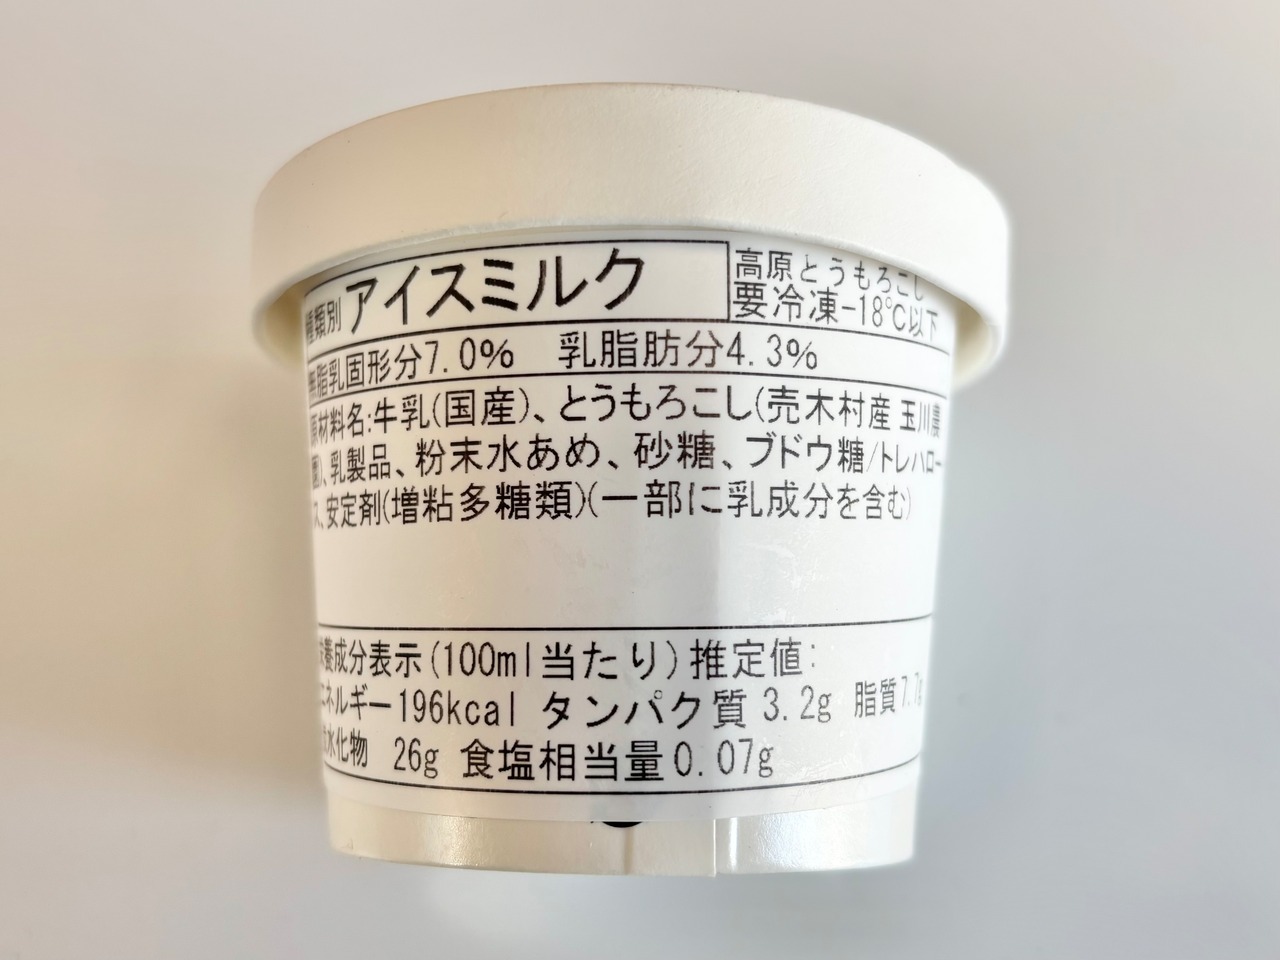 種類別 アイスミルク
高原とうもろこし
要冷凍-18℃以下
無脂乳固形分7.0% 乳脂肪分4.3%
原材料名:牛乳(国産)、とうもろこし(売木村産 玉川農
園)、乳製品、粉末水あめ、砂糖、ブドウ糖/トレハロー
ス、安定剤(増粘多糖類)(一部に乳成分を含む)
栄養成分表示(100ml当たり)推定値:
エネルギー196kcal タンパク質 3.2g 脂質7.7g
炭水化物 26g 食塩相当量0.07g